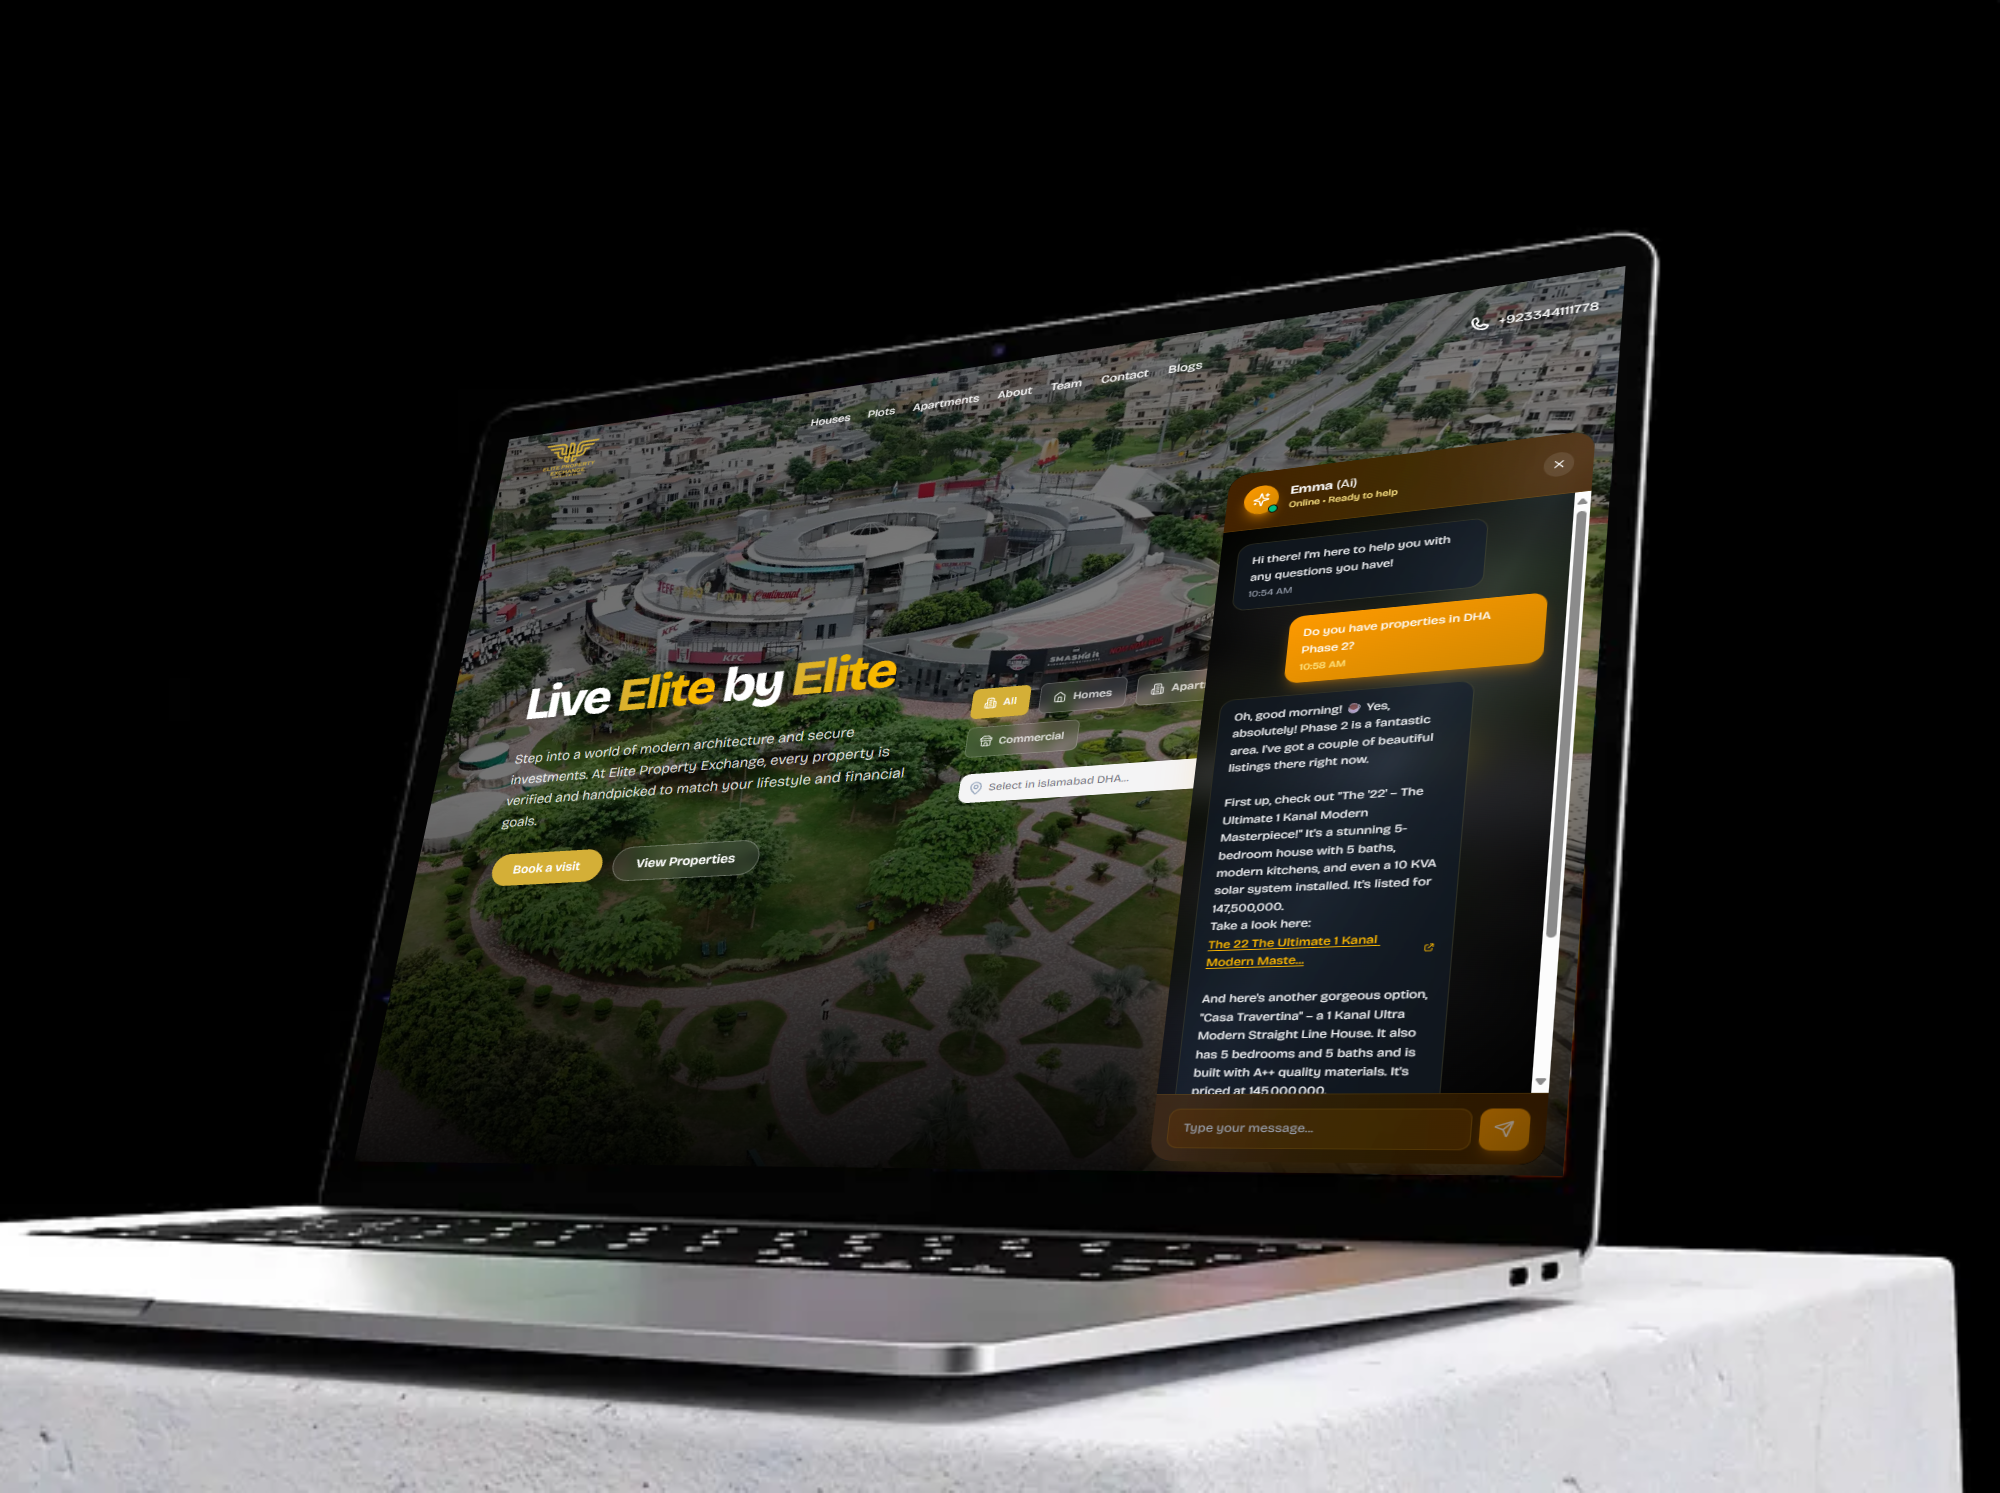 +923344111778
Houses Plots Apartments About Team Contact Blogs
ELITE PROPERTY
EXCHANGE
Live Elite by Elite
Step into a world of modern architecture and secure
investments. At Elite Property Exchange, every property is
verified and handpicked to match your lifestyle and financial
goals.
Book a visit
View Properties
All
Homes
Apart
Commercial
Select in islamabad DHA...
KFC
KFC
SMASHd it
Emma (Ai)
Online • Ready to help
Hi there! I'm here to help you with
any questions you have!
10:54 AM
Do you have properties in DHA
Phase 2?
10:58 AM
Oh, good morning! Yes,
absolutely! Phase 2 is a fantastic
area. I've got a couple of beautiful
listings there right now.
First up, check out "The '22' – The
Ultimate 1 Kanal Modern
Masterpiece!" It's a stunning 5-
bedroom house with 5 baths,
modern kitchens, and even a 10 KVA
solar system installed. It's listed for
147,500,000.
Take a look here:
The 22 The Ultimate 1 Kanal
Modern Maste...
And here's another gorgeous option,
"Casa Travertina" – a 1 Kanal Ultra
Modern Straight Line House. It also
has 5 bedrooms and 5 baths and is
built with A++ quality materials. It's
priced at 145,000,000.
Type your message...